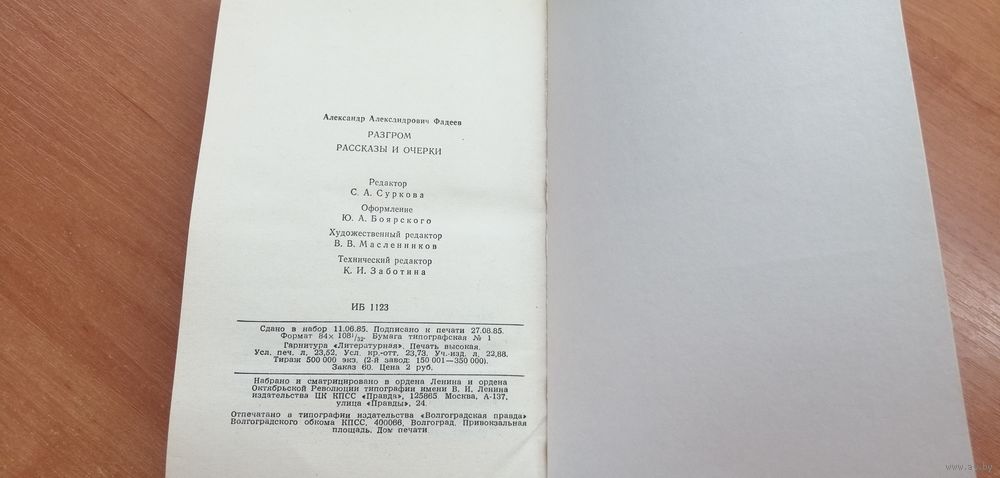 Александр Александрович Фадеев
РАЗГРОМ
РАССКАЗЫ И ОЧЕРКИ
Редактор
С. А. Суркова
Оформление
Ю. А. Боярского
Художественный редактор
В. В. Масленников
Технический редактор
К. И. Заботина
ИБ 1123
Сдано в набор 11.06.85. Подписано к печати 27.08.85.
Формат 84×108 1/32. Бумага типографская № 1
Гарнитура «Литературная». Печать высокая.
Усл. печ. л. 23,52. Усл. кр.-отт. 23,73. Уч.-изд. л. 22,88.
Тираж 500 000 экз. (2-й завод: 150 001—350 000).
Заказ 60. Цена 2 руб.
Набрано и сматрицировано в ордена Ленина и ордена
Октябрьской Революции типографии имени В. И. Ленина
издательства ЦК КПСС «Правда», 125865. Москва, А-137,
улица «Правды», 24.
Отпечатано в типографии издательства «Волгоградская правда»
Волгоградского обкома КПСС, 400066, Волгоград, Привокзальная
площадь, Дом печати
www.ay.by